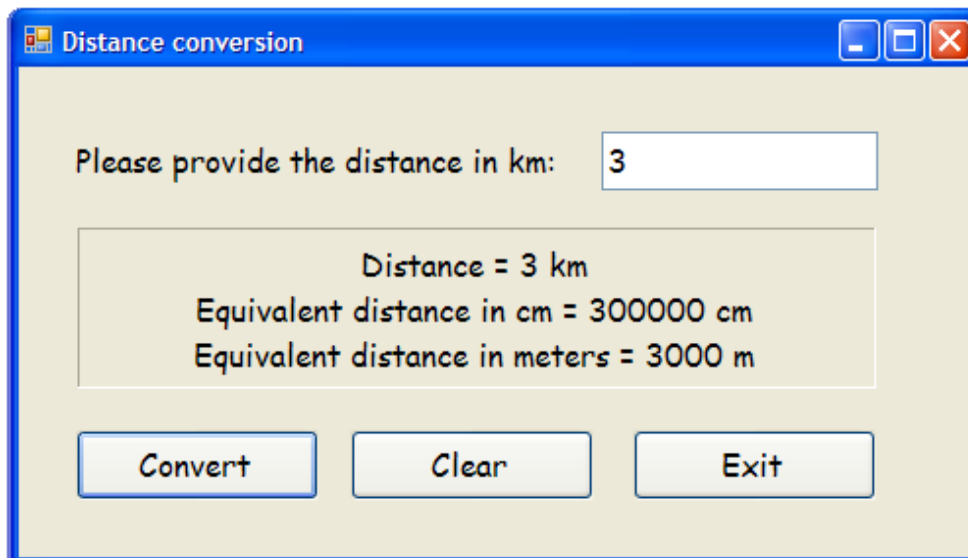 Distance conversion
Please provide the distance in km: 3
Distance = 3 km
Equivalent distance in cm = 300000 cm
Equivalent distance in meters = 3000 m
Convert Clear Exit